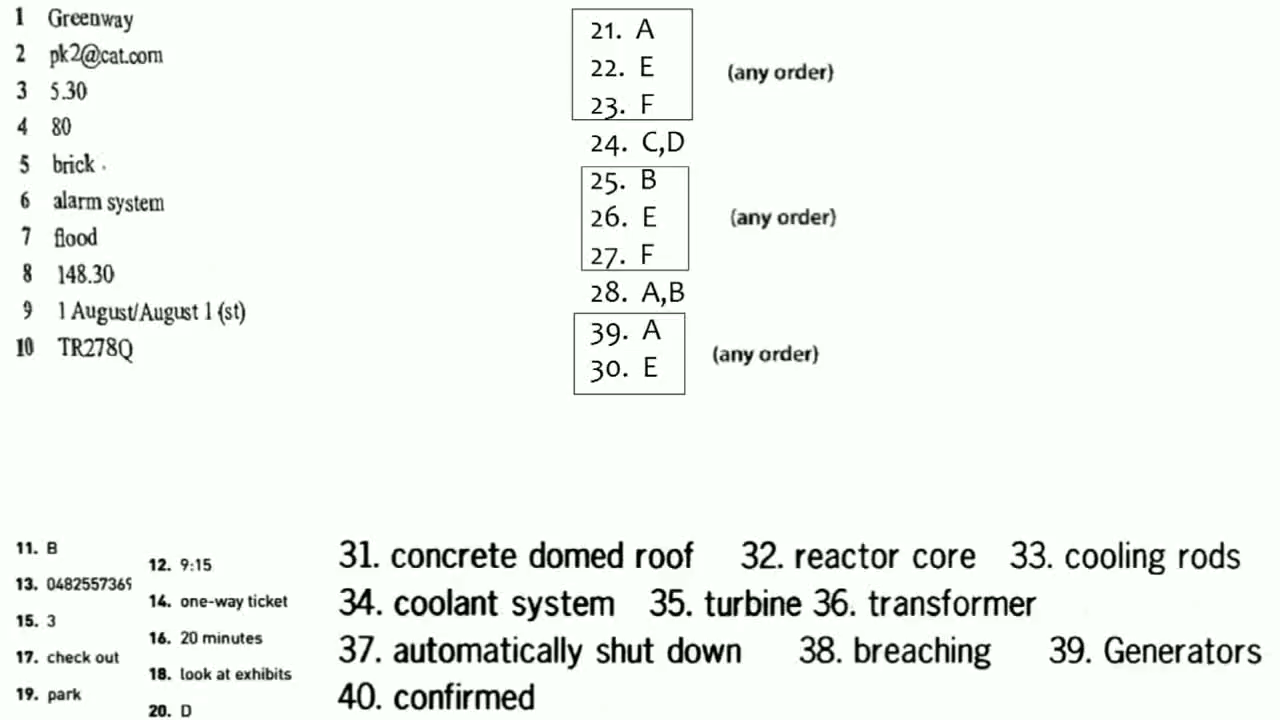 1 Greenway
2 pk2@cat.com
3 5.30
4 80
5 brick
6 alarm system
7 flood
8 148.30
9 1 August/August 1 (st)
10 TR278Q
21. A
22. E
23. F
(any order)
24. C,D
25. B
26. E
27. F
(any order)
28. A,B
39. A
30. E
(any order)
11. B
12. 9:15
13. 0482557369
14. one-way ticket
15. 3
16. 20 minutes
17. check out
18. look at exhibits
19. park
20. D
31. concrete domed roof 32. reactor core 33. cooling rods
34. coolant system 35. turbine 36. transformer
37. automatically shut down 38. breaching 39. Generators
40. confirmed